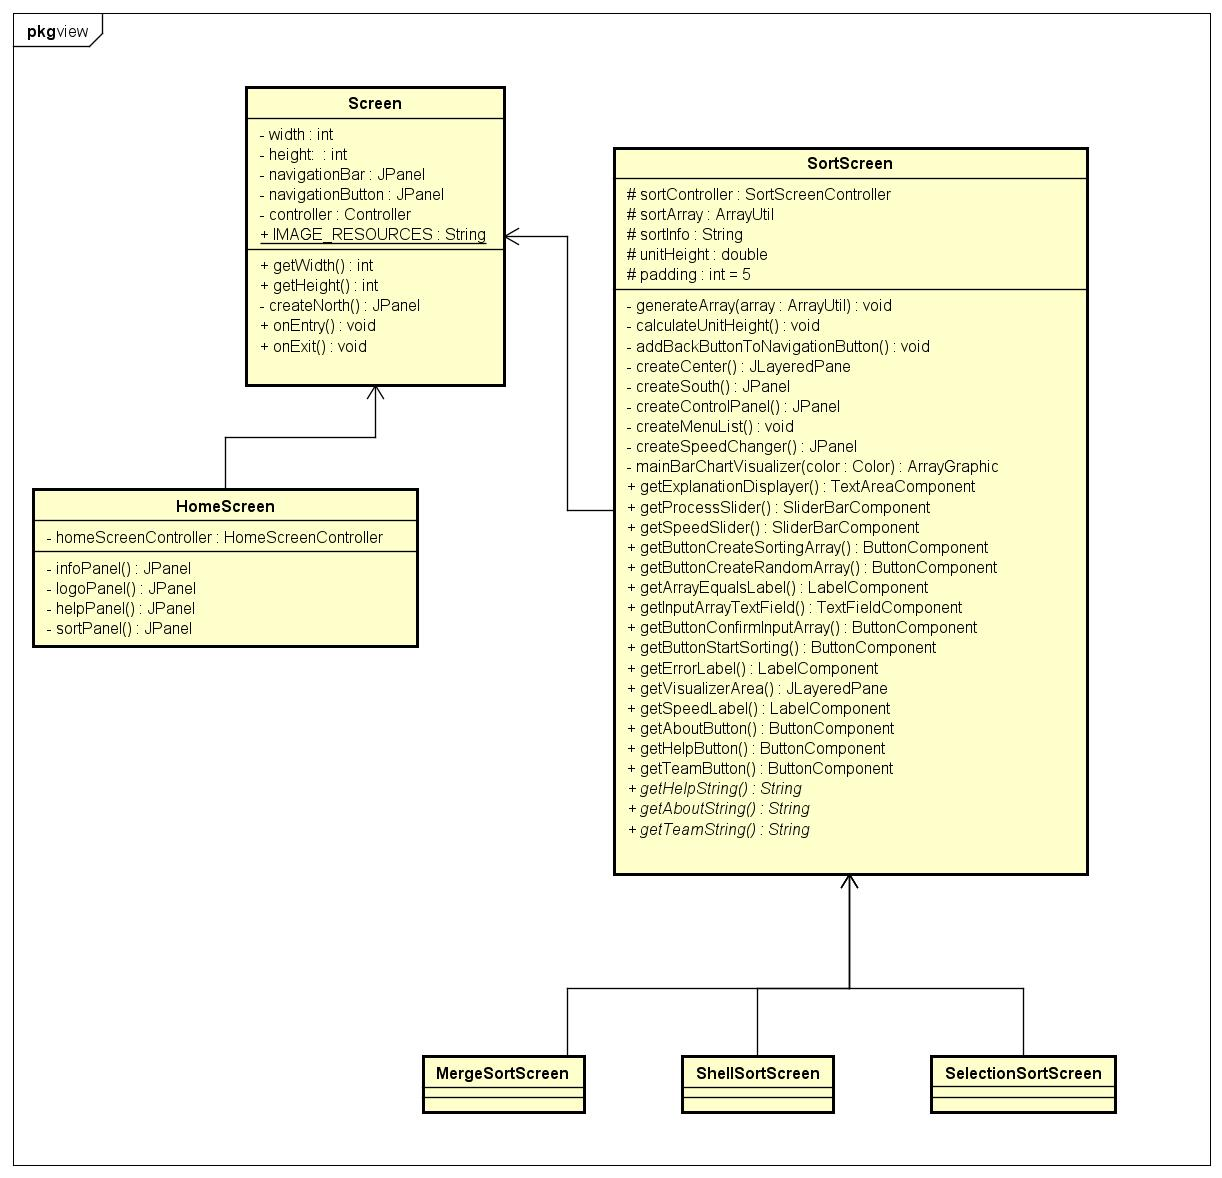 pkg view
Screen
- width : int
- height: : int
- navigationBar : JPanel
- navigationButton : JPanel
- controller : Controller
+ IMAGE_RESOURCES : String
+ getWidth() : int
+ getHeight() : int
- createNorth() : JPanel
+ onEntry() : void
+ onExit() : void
SortScreen
# sortController : SortScreenController
# sortArray : ArrayUtil
# sortInfo : String
# unitHeight : double
# padding : int = 5
- generateArray(array : ArrayUtil) : void
- calculateUnitHeight() : void
- addBackButtonToNavigationButton() : void
- createCenter() : JLayeredPane
- createSouth() : JPanel
- createControlPanel() : JPanel
- createMenuList() : void
- createSpeedChanger() : JPanel
- mainBarChartVisualizer(color : Color) : ArrayGraphic
+ getExplanationDisplayer() : TextAreaComponent
+ getProcessSlider() : SliderBarComponent
+ getSpeedSlider() : SliderBarComponent
+ getButtonCreateSortingArray() : ButtonComponent
+ getButtonCreateRandomArray() : ButtonComponent
+ getArrayEqualsLabel() : LabelComponent
+ getInputArrayTextField() : TextFieldComponent
+ getButtonConfirmInputArray() : ButtonComponent
+ getButtonStartSorting() : ButtonComponent
+ getErrorLabel() : LabelComponent
+ getVisualizerArea() : JLayeredPane
+ getSpeedLabel() : LabelComponent
+ getAboutButton() : ButtonComponent
+ getHelpButton() : ButtonComponent
+ getTeamButton() : ButtonComponent
+ getHelpString() : String
+ getAboutString() : String
+ getTeamString() : String
HomeScreen
- homeScreenController : HomeScreenController
- infoPanel() : JPanel
- logoPanel() : JPanel
- helpPanel() : JPanel
- sortPanel() : JPanel
MergeSortScreen
ShellSortScreen
SelectionSortScreen